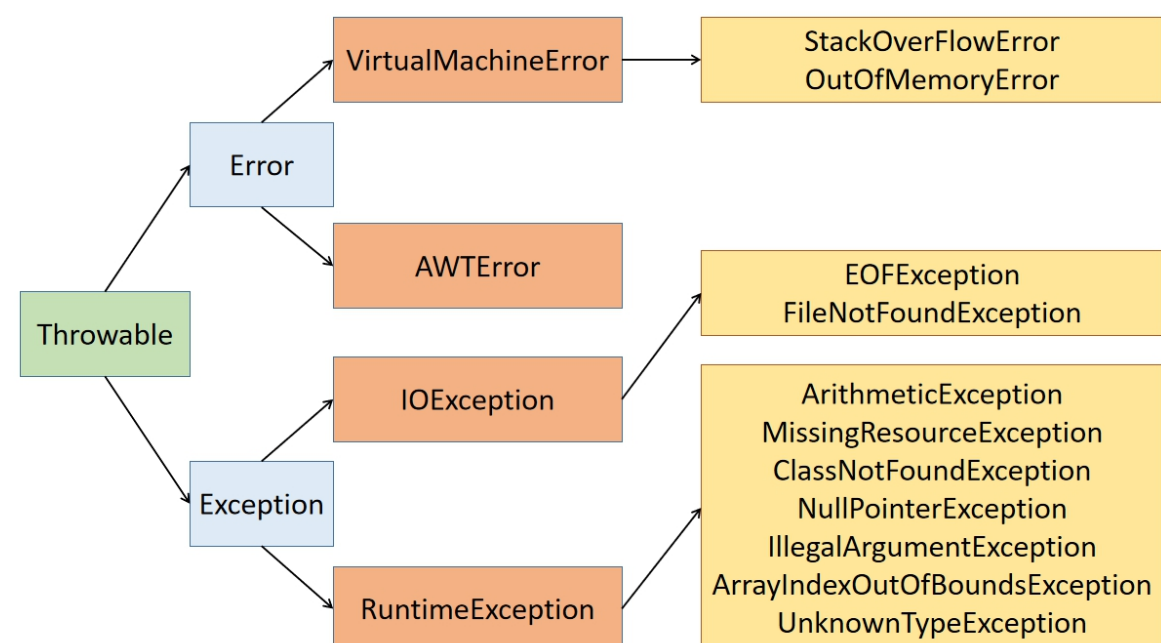 Throwable
Error
Exception
VirtualMachineError
AWTError
IOException
RuntimeException
StackOverFlowError
OutOfMemoryError
EOFException
FileNotFoundException
ArithmeticException
MissingResourceException
ClassNotFoundException
NullPointerException
IllegalArgumentException
ArrayIndexOutOfBoundsException
UnknownTypeException